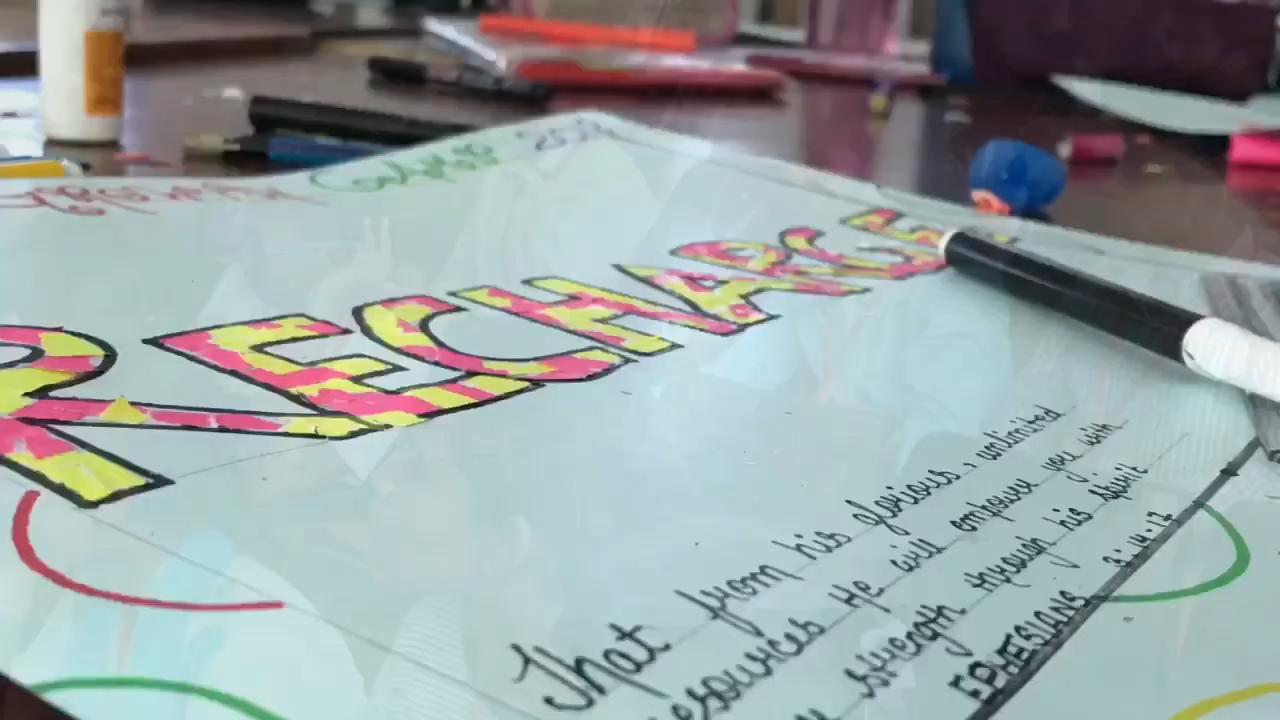 RECHARGE
That from his glorious, unlimited
resources He will empower you with
strength through his spirit
EPHESIANS 3:14-17